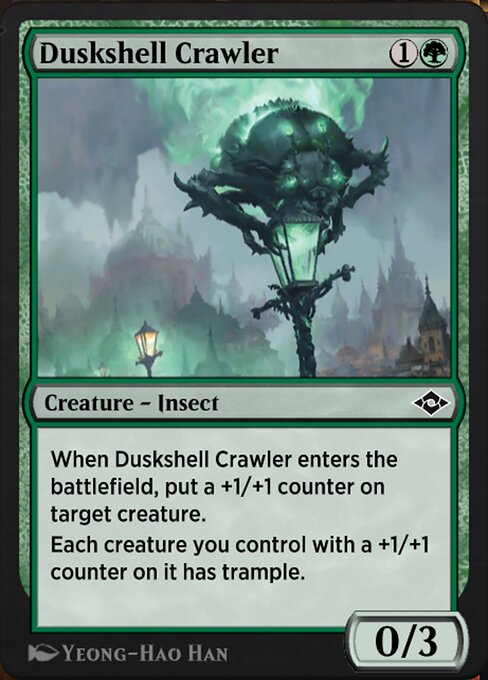 Duskshell Crawler 1
Creature – Insect
When Duskshell Crawler enters the
battlefield, put a +1/+1 counter on
target creature.
Each creature you control with a +1/+1
counter on it has trample.
0/3
Yeong-Hao Han